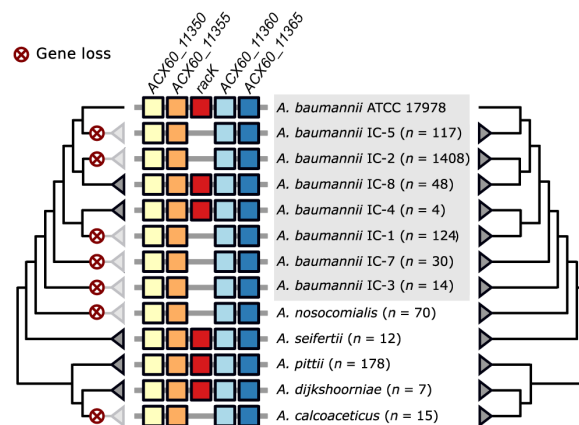 ACX60_11350
ACX60_11355
racK
ACX60_11360
ACX60_11365
Gene loss
A. baumannii ATCC 17978
A. baumannii IC-5 (n = 117)
A. baumannii IC-2 (n = 1408)
A. baumannii IC-8 (n = 48)
A. baumannii IC-4 (n = 4)
A. baumannii IC-1 (n = 124)
A. baumannii IC-7 (n = 30)
A. baumannii IC-3 (n = 14)
A. nosocomialis (n = 70)
A. seifertii (n = 12)
A. pittii (n = 178)
A. dijkshoorniae (n = 7)
A. calcoaceticus (n = 15)